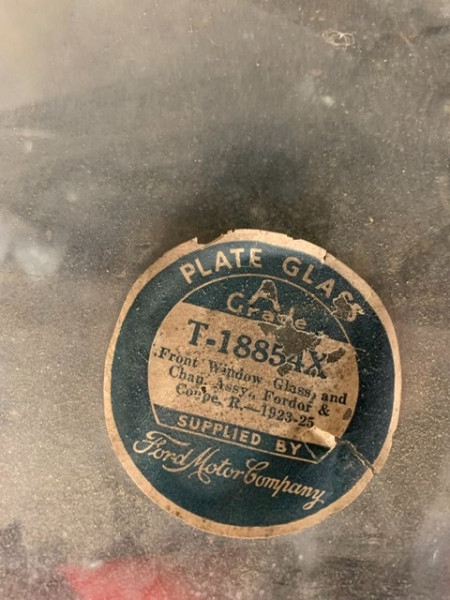 PLATE GLASS
A
Grade
T-18854X
Front Window Glass, and
Chan. Assy., Fordor &
Coupe, R.—1923-25
SUPPLIED BY
Ford Motor Company